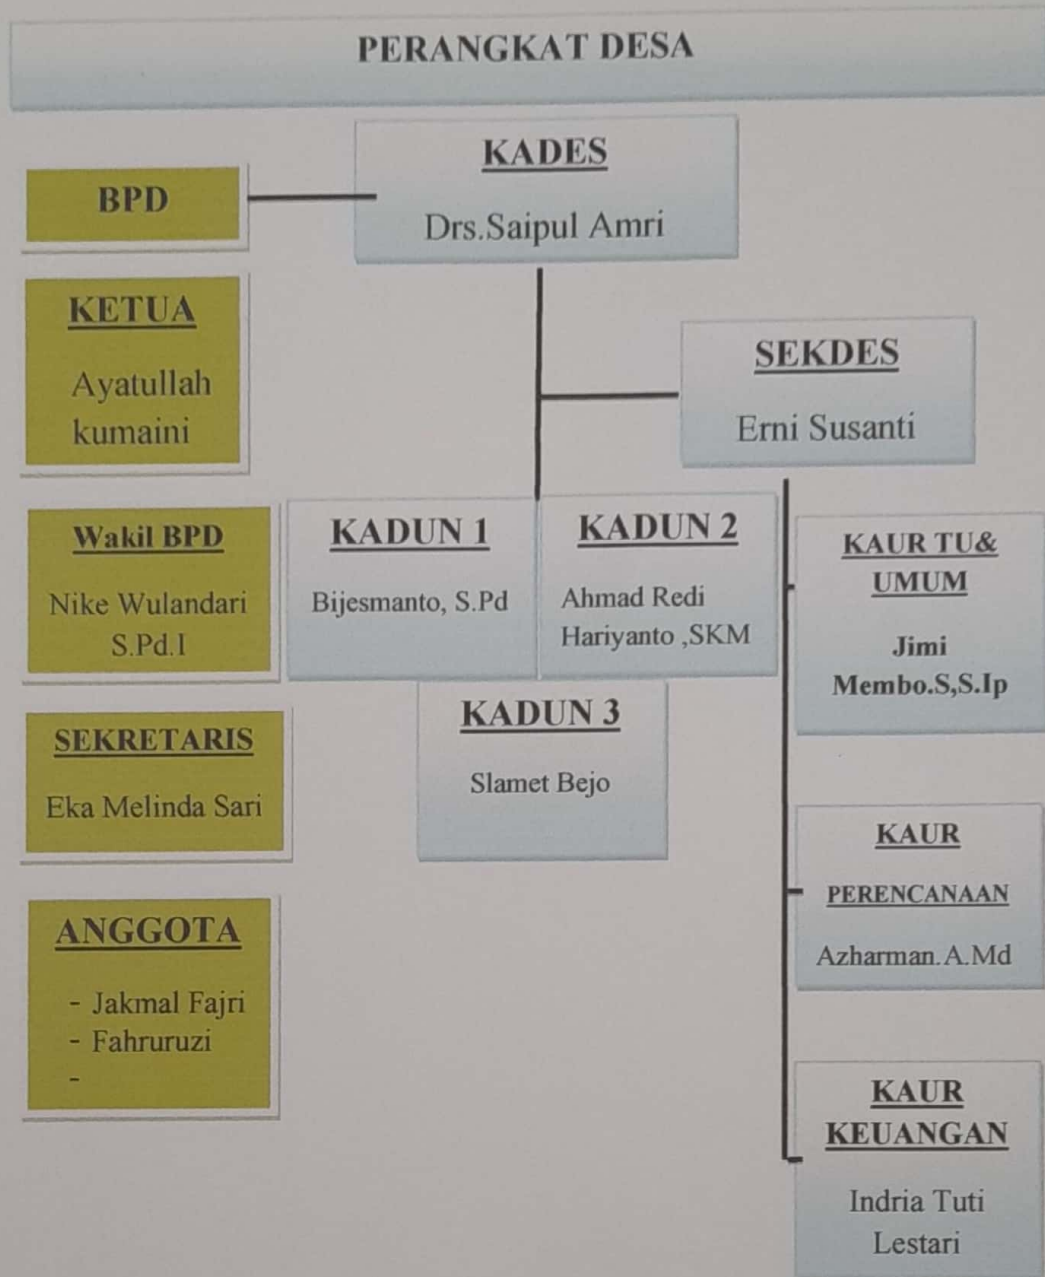 PERANGKAT DESA
KADES
Drs.Saipul Amri
BPD
KETUA
Ayatullah
kumaini
SEKDES
Erni Susanti
Wakil BPD
Nike Wulandari
S.Pd.I
KADUN 1
Bijesmanto, S.Pd
KADUN 2
Ahmad Redi
Hariyanto ,SKM
KAUR TU&
UMUM
Jimi
Membo.S,S.Ip
KADUN 3
Slamet Bejo
SEKRETARIS
Eka Melinda Sari
KAUR
PERENCANAAN
Azharman.A.Md
ANGGOTA
- Jakmal Fajri
- Fahruruzi
-
KAUR
KEUANGAN
Indria Tuti
Lestari